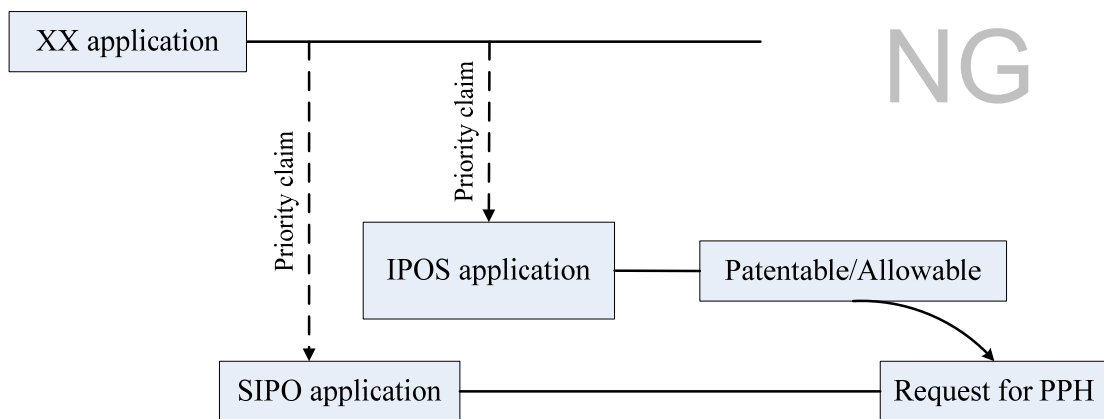 XX application
NG
Priority claim
Priority claim
IPOS application
Patentable/Allowable
SIPO application
Request for PPH